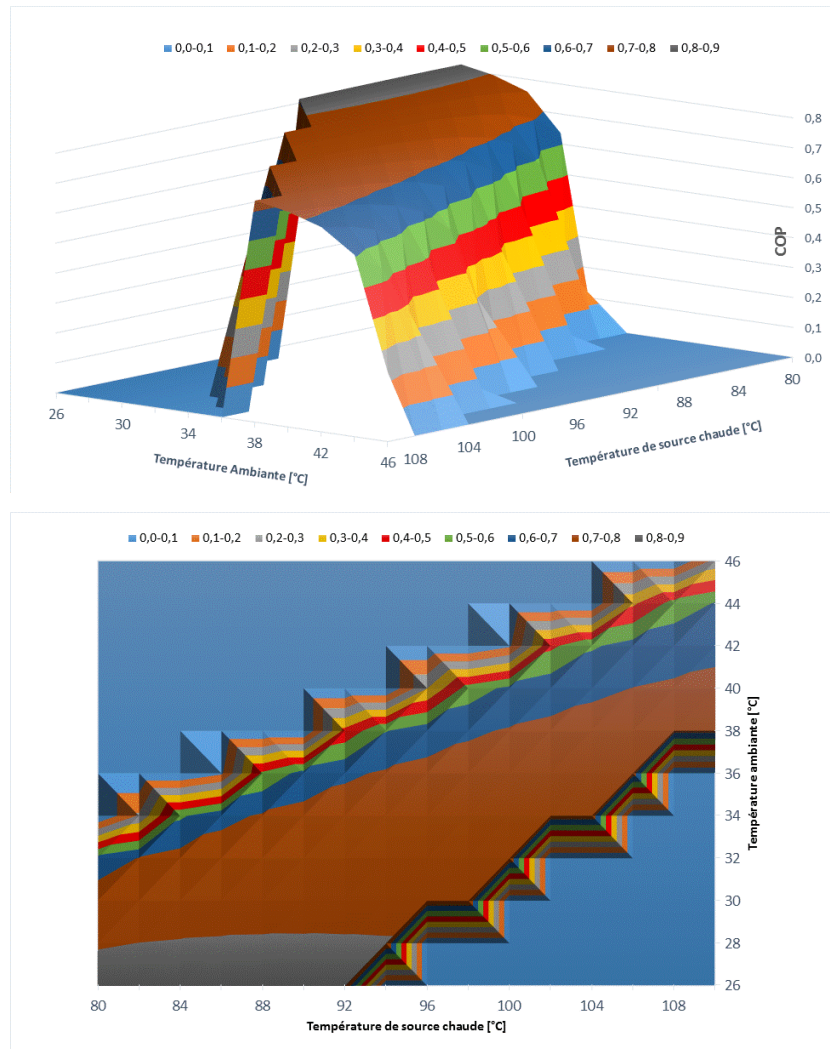 0,0-0,1 0,1-0,2 0,2-0,3 0,3-0,4 0,4-0,5 0,5-0,6 0,6-0,7 0,7-0,8 0,8-0,9
0,8
0,7
0,6
0,5
0,4
0,3
0,2
0,1
0,0
COP
26 30 34 38 42 46
Température Ambiante [°C]
108 104 100 96 92 88 84 80
Température de source chaude [°C]
0,0-0,1 0,1-0,2 0,2-0,3 0,3-0,4 0,4-0,5 0,5-0,6 0,6-0,7 0,7-0,8 0,8-0,9
46
44
42
40
38
36
34
32
30
28
26
Température ambiante [°C]
80 84 88 92 96 100 104 108
Température de source chaude [°C]